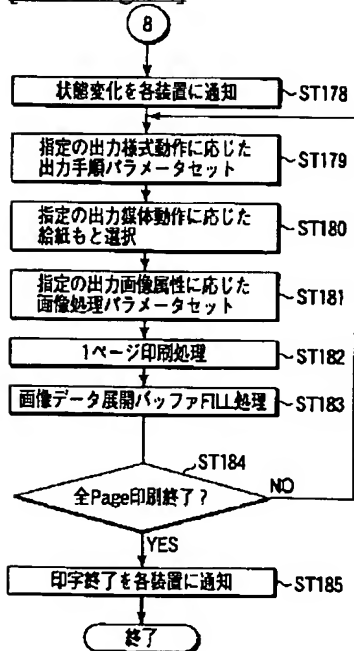 8
状態変化を各装置に通知
ST178
指定の出力様式動作に応じた
出力手順パラメータセット
ST179
指定の出力媒体動作に応じた
給紙もと選択
ST180
指定の出力画像属性に応じた
画像処理パラメータセット
ST181
1ページ印刷処理
ST182
画像データ展開バッファFILL処理
ST183
ST184
全Page印刷終了?
NO
YES
印字終了を各装置に通知
ST185
終了